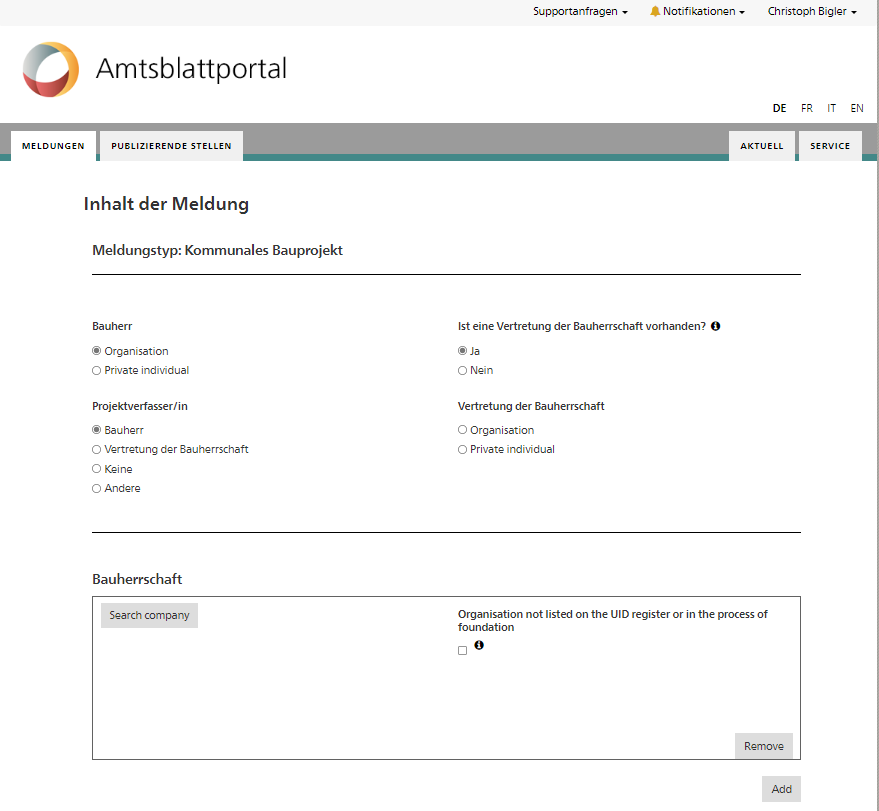 Supportanfragen
Notifikationen
Christoph Bigler
Amtsblattportal
DE FR IT EN
MELDUNGEN
PUBLIZIERENDE STELLEN
AKTUELL
SERVICE
Inhalt der Meldung
Meldungstyp: Kommunales Bauprojekt
Bauherr
Organisation
Private individual
Ist eine Vertretung der Bauherrschaft vorhanden?
Ja
Nein
Projektverfasser/in
Bauherr
Vertretung der Bauherrschaft
Keine
Andere
Vertretung der Bauherrschaft
Organisation
Private individual
Bauherrschaft
Search company
Organisation not listed on the UID register or in the process of
foundation
Remove
Add